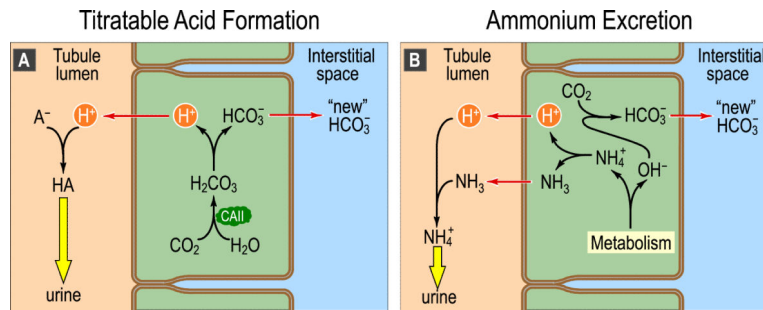 Titratable Acid Formation
A
Tubule
lumen
Interstitial
space
A⁻
H⁺
H⁺
HCO₃⁻
"new"
HCO₃⁻
HA
H₂CO₃
CAII
CO₂
H₂O
urine
Ammonium Excretion
B
Tubule
lumen
Interstitial
space
CO₂
H⁺
H⁺
HCO₃⁻
"new"
HCO₃⁻
NH₄⁺
OH⁻
NH₃
NH₃
NH₄⁺
Metabolism
urine